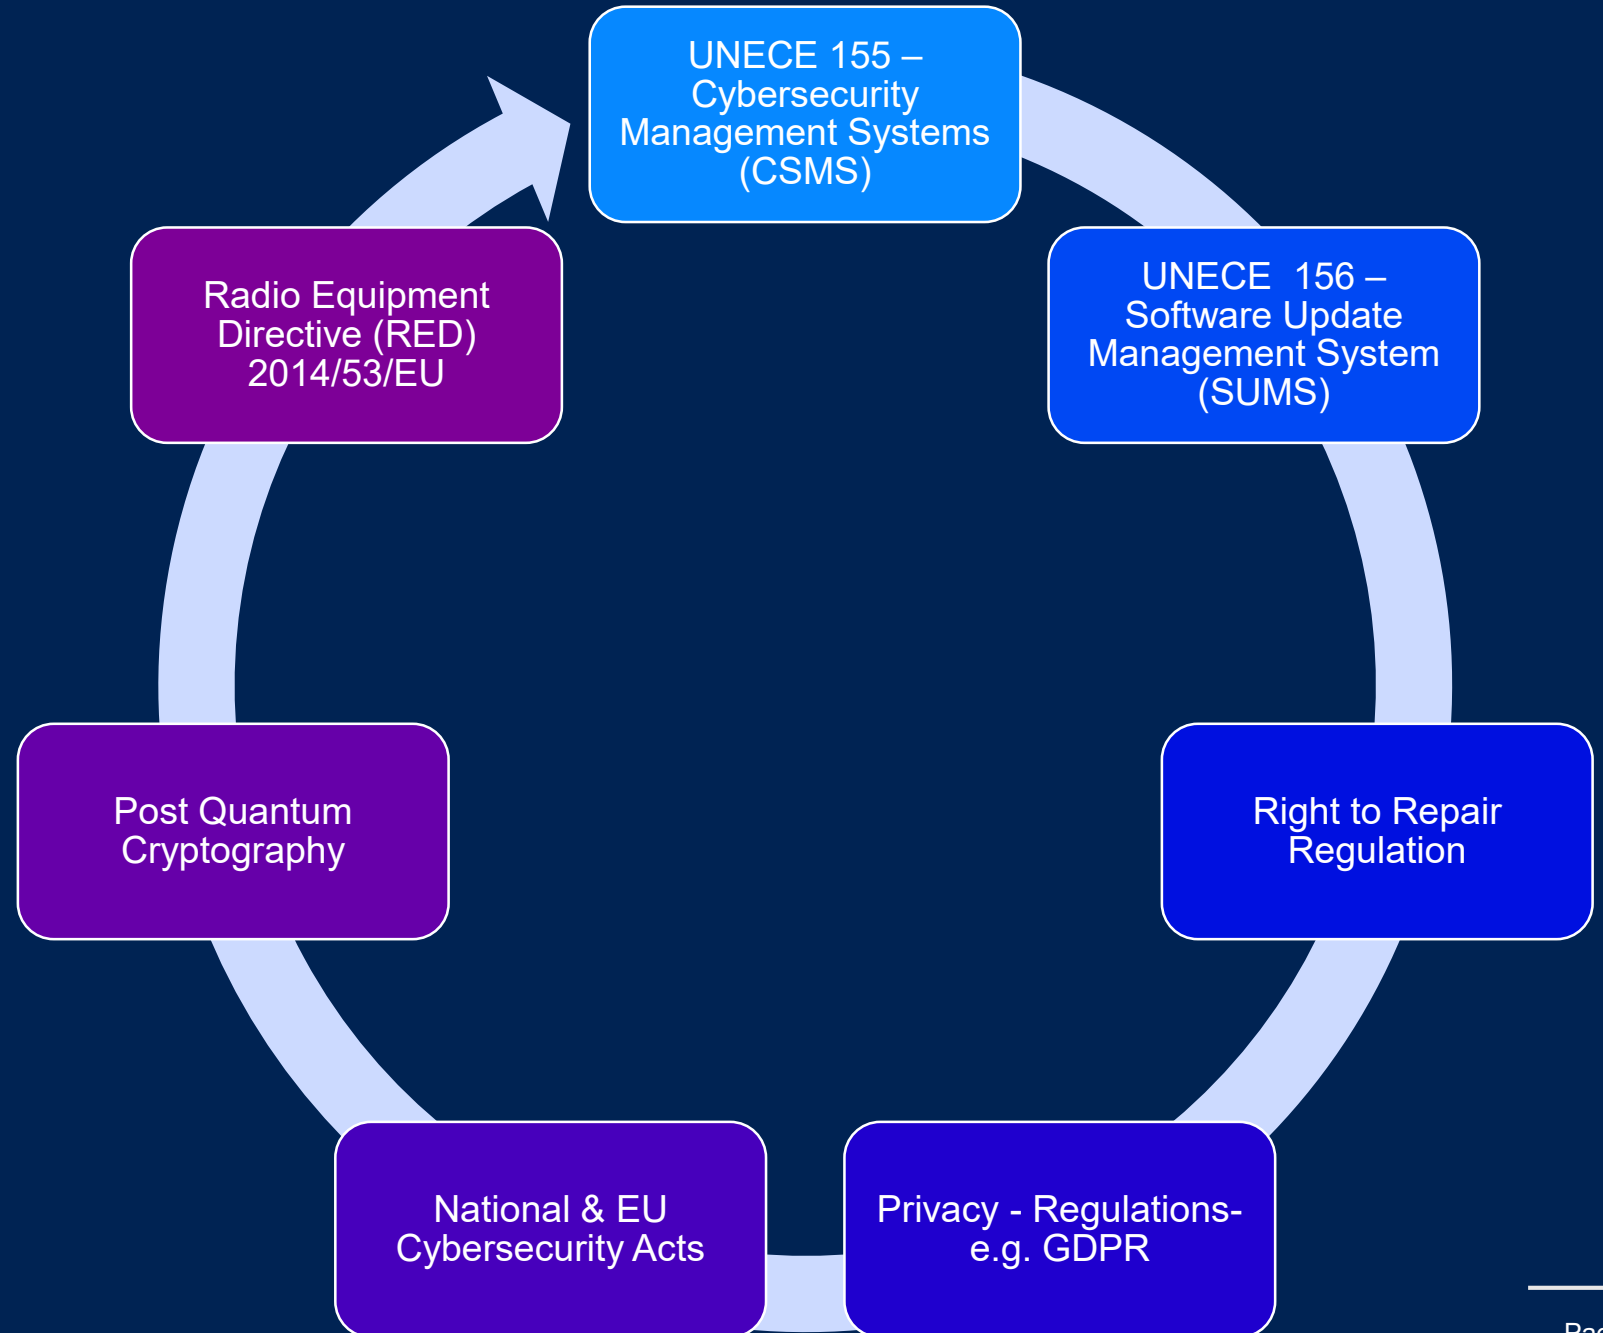 UNECE 155 –
Cybersecurity
Management Systems
(CSMS)
UNECE  156 –
Software Update
Management System
(SUMS)
Right to Repair
Regulation
Privacy - Regulations-
e.g. GDPR
National & EU
Cybersecurity Acts
Post Quantum
Cryptography
Radio Equipment
Directive (RED)
2014/53/EU